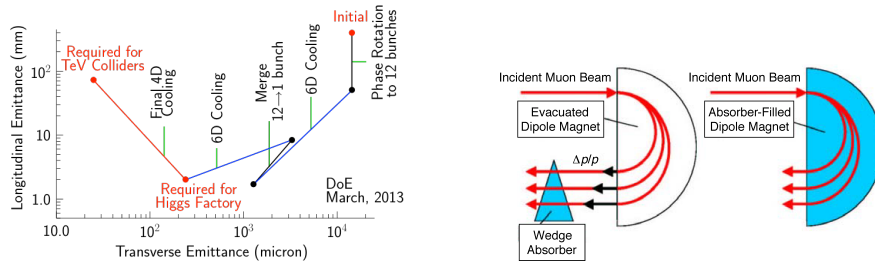 Initial
Required for
TeV Colliders
Longitudinal Emittance (mm)
10²
10
1.0
Final 4D
Cooling
6D Cooling
Merge
12→1 bunch
6D Cooling
Phase Rotation
to 12 bunches
Required for
Higgs Factory
DoE
March, 2013
10.0
10²
10³
10⁴
Transverse Emittance (micron)
Incident Muon Beam
Evacuated
Dipole Magnet
Δp/p
Wedge
Absorber
Incident Muon Beam
Absorber-Filled
Dipole Magnet